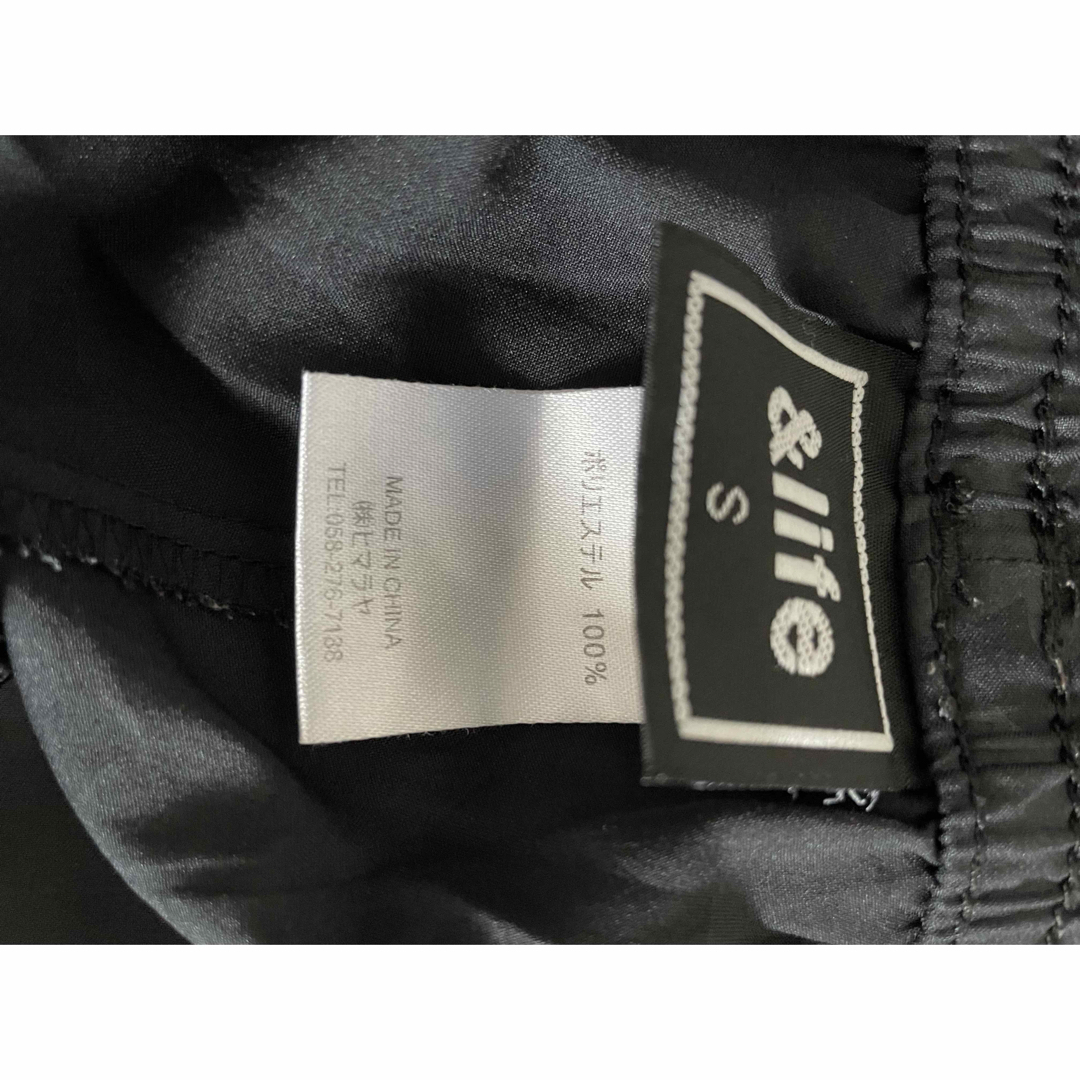 &life
S
ポリエステル 100%
MADE IN CHINA
㈱ヒマラヤ
TEL:058-276-7188